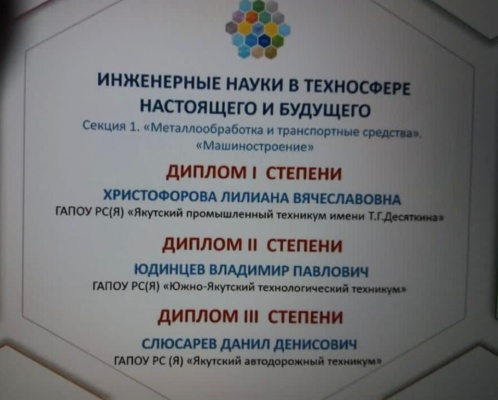 ИНЖЕНЕРНЫЕ НАУКИ В ТЕХНОСФЕРЕ
НАСТОЯЩЕГО И БУДУЩЕГО
Секция 1. «Металлообработка и транспортные средства».
«Машиностроение»
ДИПЛОМ I СТЕПЕНИ
ХРИСТОФОРОВА ЛИЛИАНА ВЯЧЕСЛАВОВНА
ГАПОУ РС(Я) «Якутский промышленный техникум имени Т.Г.Десяткина»
ДИПЛОМ II СТЕПЕНИ
ЮДИНЦЕВ ВЛАДИМИР ПАВЛОВИЧ
ГАПОУ РС(Я) «Южно-Якутский технологический техникум»
ДИПЛОМ III СТЕПЕНИ
СЛЮСАРЕВ ДАНИЛ ДЕНИСОВИЧ
ГАПОУ РС (Я) «Якутский автодорожный техникум»